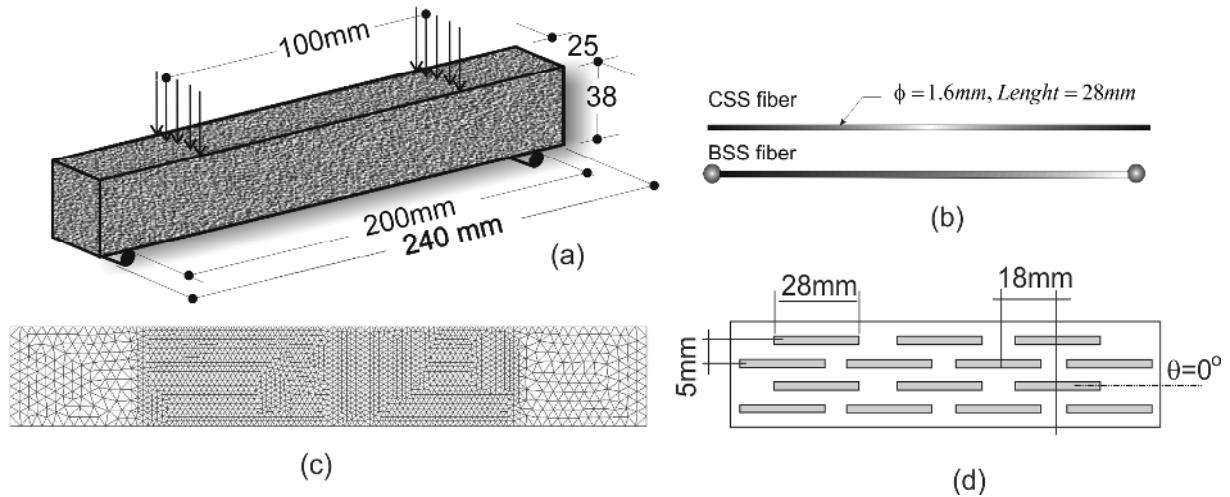 100mm
25
38
200mm
240 mm
(a)
CSS fiber
ϕ = 1.6mm, Lenght = 28mm
BSS fiber
(b)
(c)
28mm
18mm
5mm
θ=0°
(d)